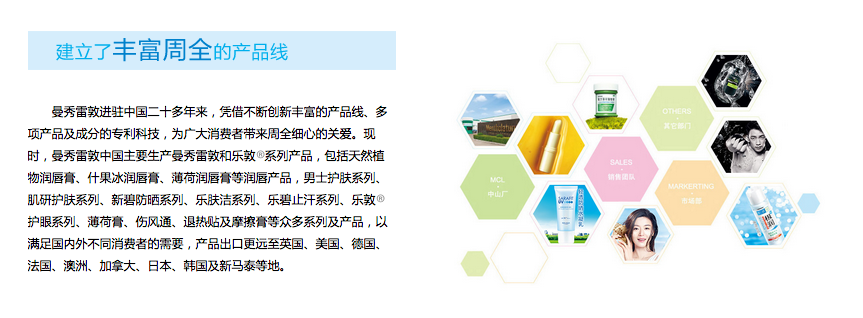 建立了丰富周全的产品线
曼秀雷敦进驻中国二十多年来，凭借不断创新丰富的产品线、多
项产品及成分的专利科技，为广大消费者带来周全细心的关爱。现
时，曼秀雷敦中国主要生产曼秀雷敦和乐敦®系列产品，包括天然植
物润唇膏、什果冰润唇膏、薄荷润唇膏等润唇产品，男士护肤系列、
肌研护肤系列、新碧防晒系列、乐肤洁系列、乐碧止汗系列、乐敦®
护眼系列、薄荷膏、伤风通、退热贴及摩擦膏等众多系列及产品，以
满足国内外不同消费者的需要，产品出口更远至英国、美国、德国、
法国、澳洲、加拿大、日本、韩国及新马泰等地。
OTHERS
其它部门
SALES
销售团队
MCL
中山厂
MARKERTING
市场部
SUNPLAY